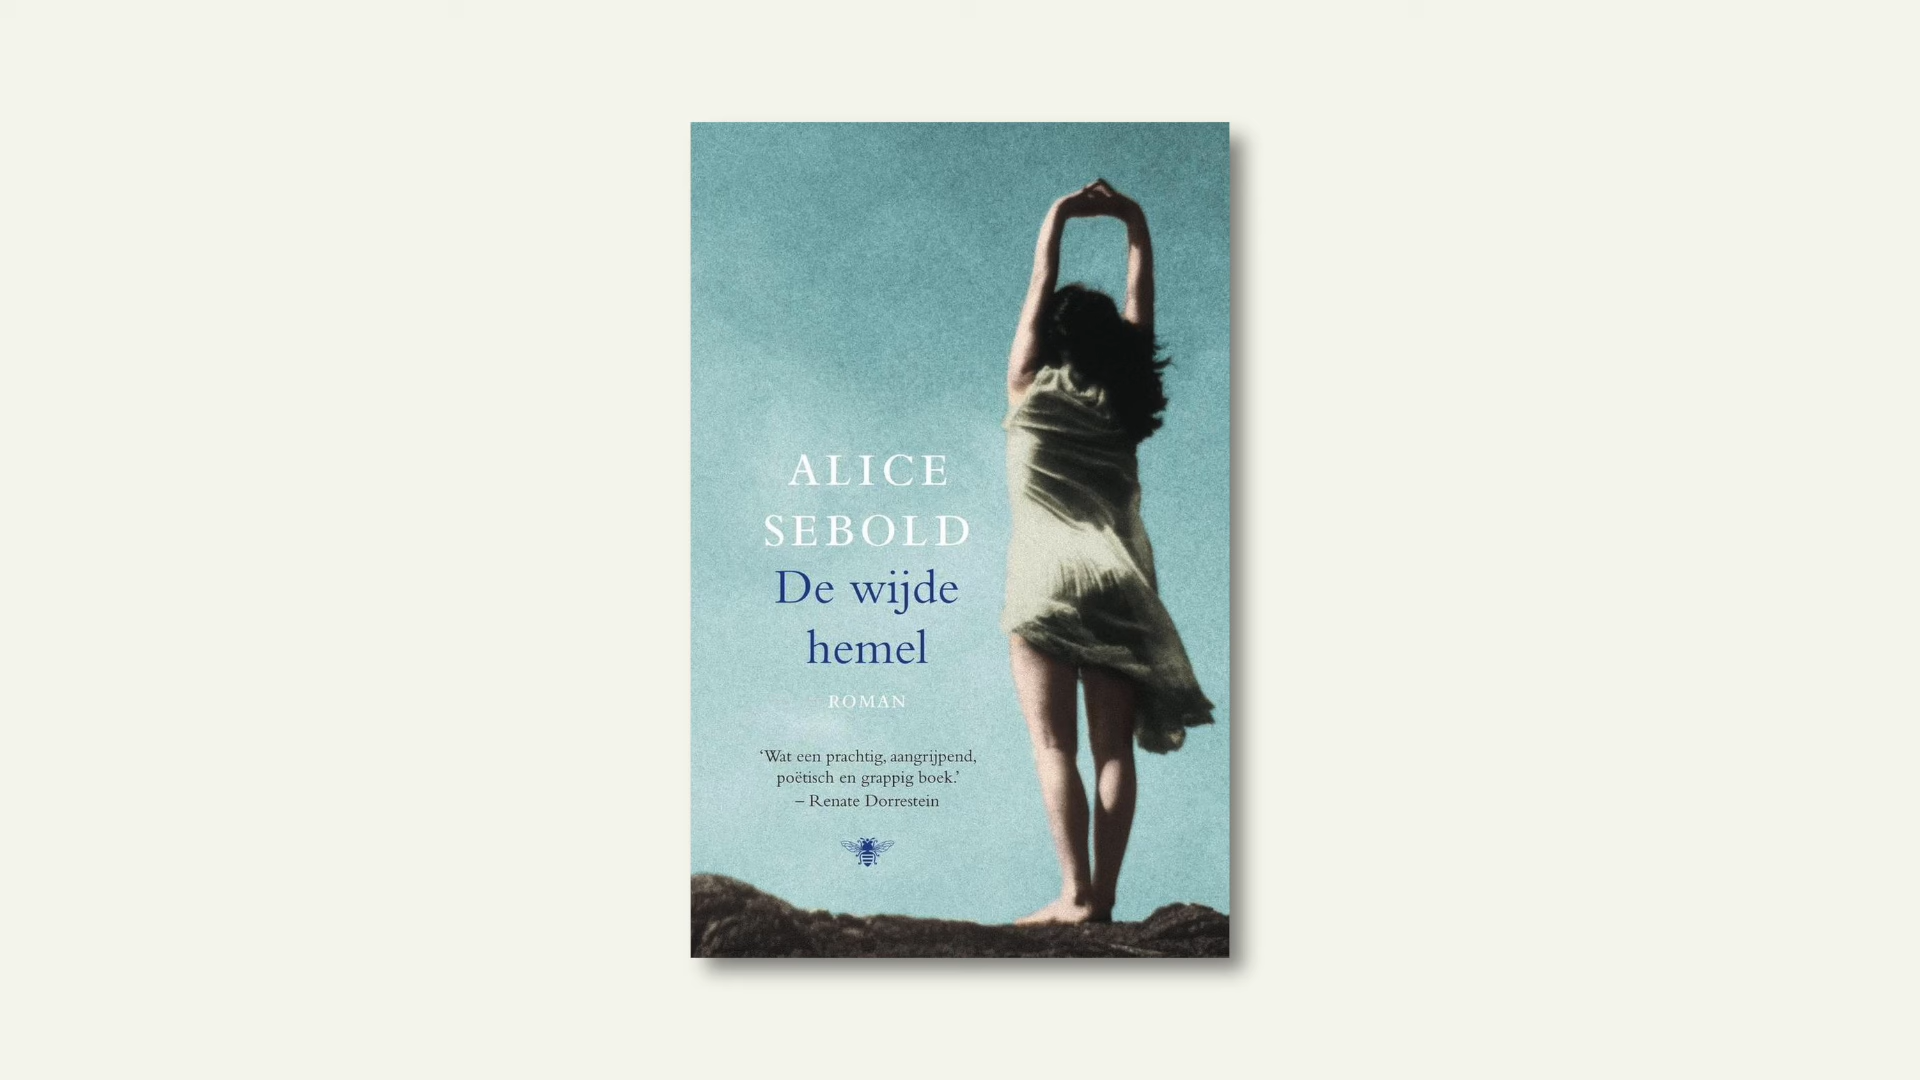 ALICE
SEBOLD
De wijde
hemel
ROMAN
‘Wat een prachtig, aangrijpend,
poëtisch en grappig boek.’
– Renate Dorrestein